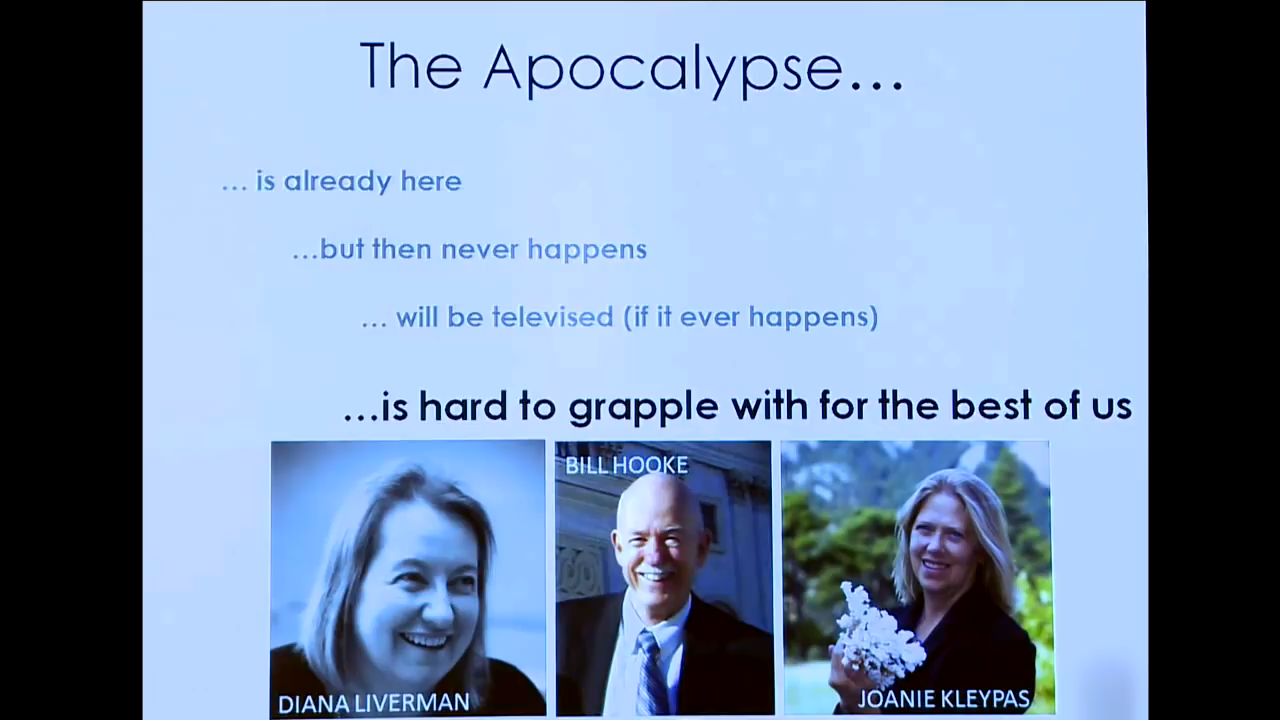 The Apocalypse...
... is already here
...but then never happens
... will be televised (if it ever happens)
...is hard to grapple with for the best of us
BILL HOOKE
DIANA LIVERMAN
JOANIE KLEYPAS